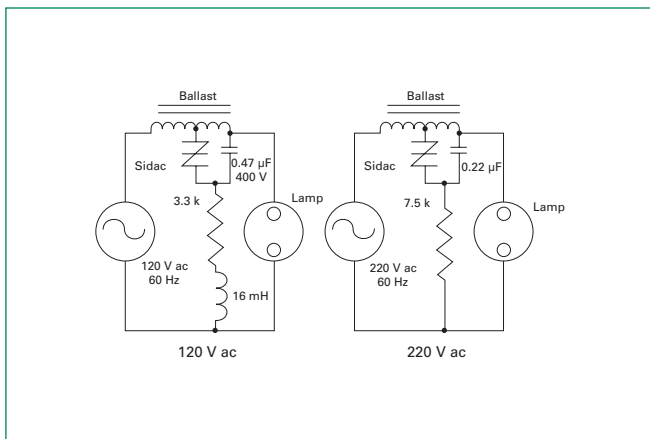 Ballast
Sidac
0.47 µF
400 V
3.3 k
Lamp
120 V ac
60 Hz
16 mH
120 V ac
Ballast
Sidac
0.22 µF
7.5 k
Lamp
220 V ac
60 Hz
220 V ac